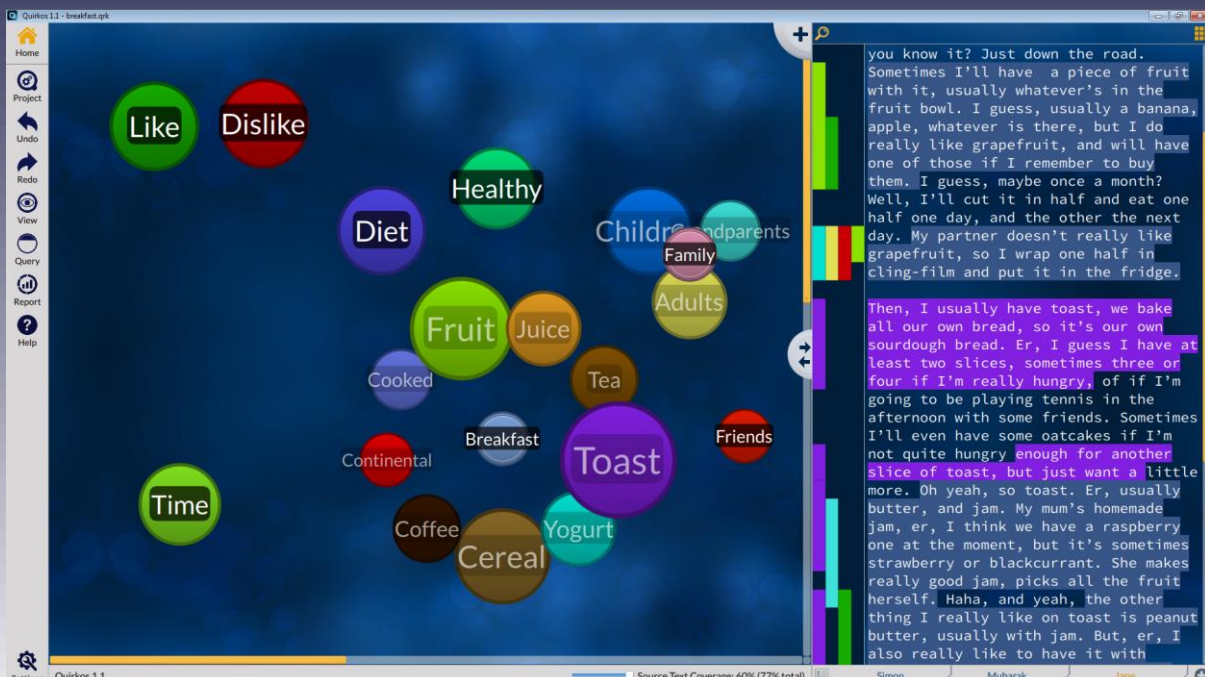 Quirkos 1.1 - breakfast.qrk
Home
Project
Undo
Redo
View
Query
Report
Help
Like
Dislike
Healthy
Diet
Family
Adults
Fruit
Juice
Cooked
Tea
Breakfast
Friends
Toast
Continental
Time
Coffee
Cereal
Yogurt
you know it? Just down the road.
Sometimes I'll have a piece of fruit
with it, usually whatever's in the
fruit bowl. I guess, usually a banana,
apple, whatever is there, but I do
really like grapefruit, and will have
one of those if I remember to buy
them. I guess, maybe once a month?
Well, I'll cut it in half and eat one
half one day, and the other the next
day. My partner doesn't really like
grapefruit, so I wrap one half in
cling-film and put it in the fridge.
Then, I usually have toast, we bake
all our own bread, so it's our own
sourdough bread. Er, I guess I have at
least two slices, sometimes three or
four if I'm really hungry, of if I'm
going to be playing tennis in the
afternoon with some friends. Sometimes
I'll even have some oatcakes if I'm
not quite hungry enough for another
slice of toast, but just want a little
more. Oh yeah, so toast. Er, usually
butter, and jam. My mum's homemade
jam, er, I think we have a raspberry
one at the moment, but it's sometimes
strawberry or blackcurrant. She makes
really good jam, picks all the fruit
herself. Haha, and yeah, the other
thing I really like on toast is peanut
butter, usually with jam. But, er, I
also really like to have it with
Quirkos 1.1
Source Text Coverage: 60% (77% total)
Simon
Mubarak
Jane